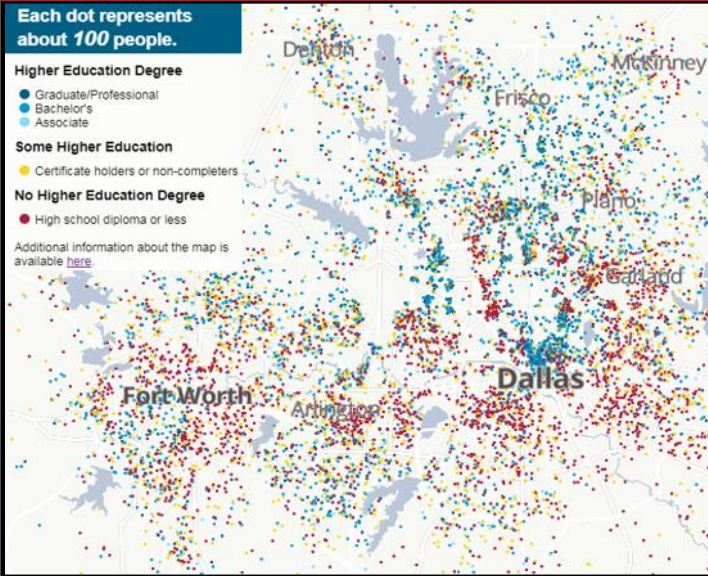 Each dot represents
about 100 people.
Higher Education Degree
Graduate/Professional
Bachelor's
Associate
Some Higher Education
Certificate holders or non-completers
No Higher Education Degree
High school diploma or less
Additional information about the map is
available here.
Denton
McKinney
Frisco
Plano
Garland
Dallas
Fort Worth
Arlington